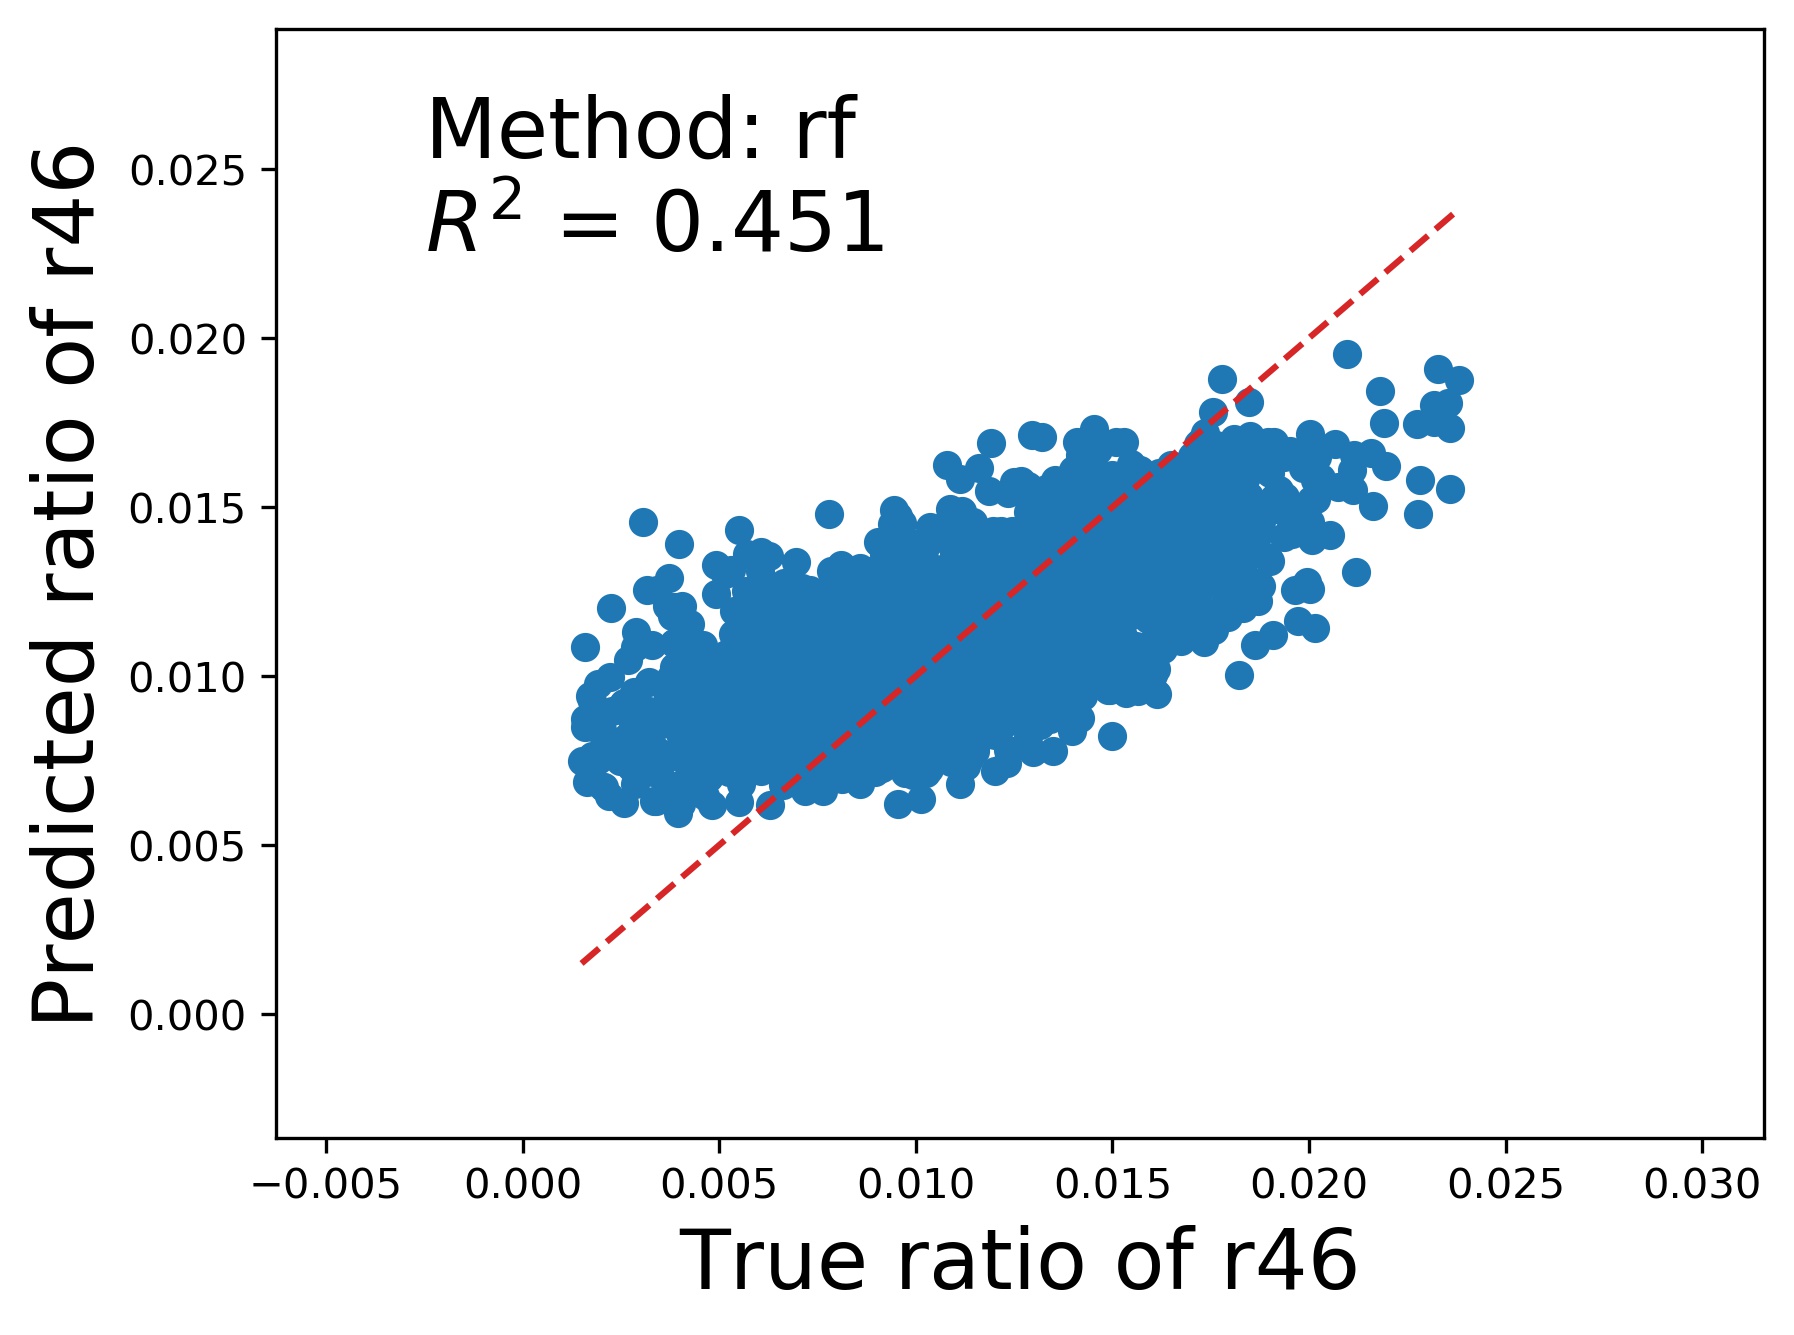 Method: rf
R² = 0.451
Predicted ratio of r46
0.025
0.020
0.015
0.010
0.005
0.000
−0.005 0.000 0.005 0.010 0.015 0.020 0.025 0.030
True ratio of r46